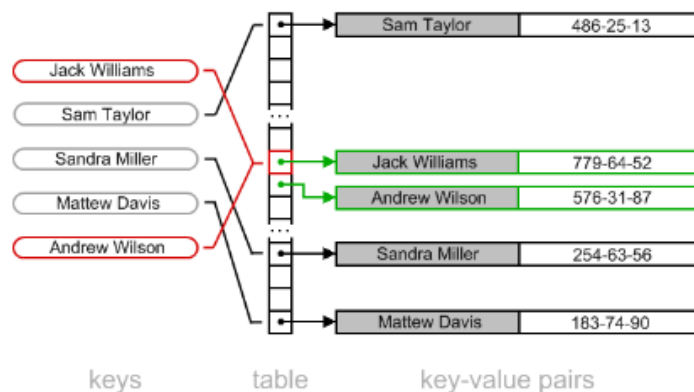 Sam Taylor 486-25-13
Jack Williams
Sam Taylor
...
Sandra Miller
Jack Williams 779-64-52
Mattew Davis
Andrew Wilson 576-31-87
...
Andrew Wilson
Sandra Miller 254-63-56
Mattew Davis 183-74-90
keys table key-value pairs